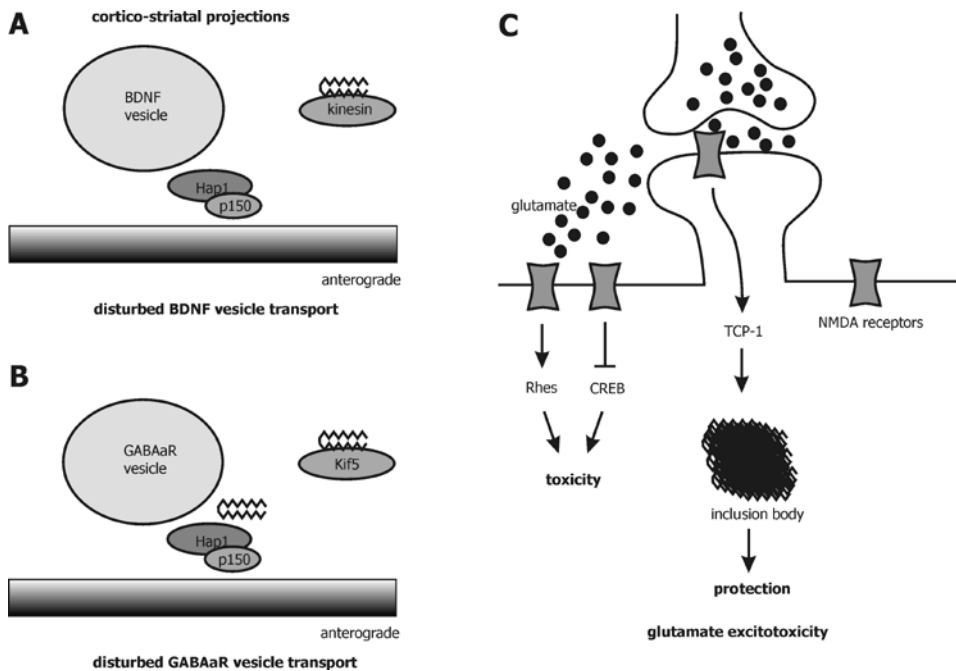 A
cortico-striatal projections
BDNF
vesicle
kinesin
Hap1
p150
anterograde
disturbed BDNF vesicle transport
B
GABAaR
vesicle
Kif5
Hap1
p150
anterograde
disturbed GABAaR vesicle transport
C
glutamate
NMDA receptors
TCP-1
Rhes
CREB
toxicity
inclusion body
protection
glutamate excitotoxicity